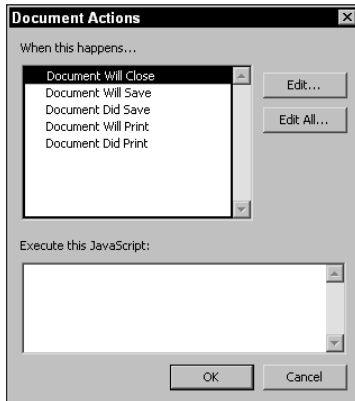 Document Actions
When this happens...
Document Will Close
Document Will Save
Document Did Save
Document Will Print
Document Did Print
Edit...
Edit All...
Execute this JavaScript:
OK
Cancel